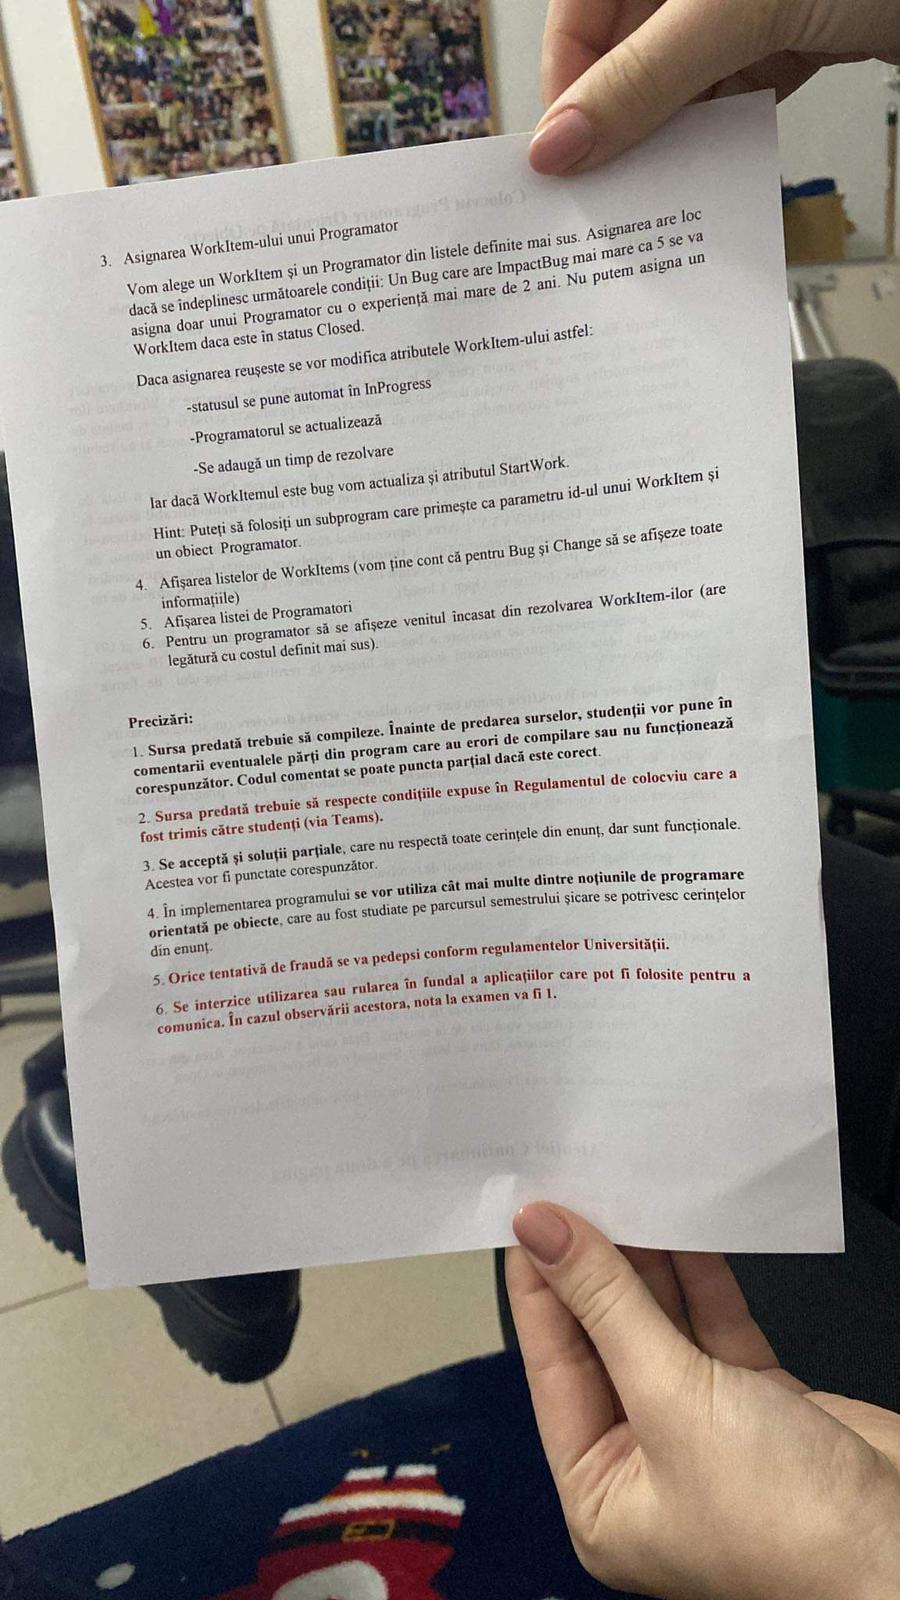 3. Asignarea WorkItem-ului unui Programator
Vom alege un WorkItem și un Programator din listele definite mai sus. Asignarea are loc
dacă se îndeplinesc următoarele condiții: Un Bug care are ImpactBug mai mare ca 5 se va
asigna doar unui Programator cu o experiență mai mare de 2 ani. Nu putem asigna un
WorkItem daca este în status Closed.
Daca asignarea reușeste se vor modifica atributele WorkItem-ului astfel:
-statusul se pune automat în InProgress
-Programatorul se actualizează
-Se adaugă un timp de rezolvare
Iar dacă WorkItemul este bug vom actualiza și atributul StartWork.
Hint: Puteți să folosiți un subprogram care primește ca parametru id-ul unui WorkItem și
un obiect Programator.
4. Afișarea listelor de WorkItems (vom ține cont că pentru Bug și Change să se afișeze toate
informațiile)
5. Afișarea listei de Programatori
6. Pentru un programator să se afișeze venitul încasat din rezolvarea WorkItem-ilor (are
legătură cu costul definit mai sus).
Precizări:
1. Sursa predată trebuie să compileze. Înainte de predarea surselor, studenții vor pune în
comentarii eventualele părți din program care au erori de compilare sau nu funcționează
corespunzător. Codul comentat se poate puncta parțial dacă este corect.
2. Sursa predată trebuie să respecte condițiile expuse în Regulamentul de colocviu care a
fost trimis către studenți (via Teams).
3. Se acceptă și soluții parțiale, care nu respectă toate cerințele din enunț, dar sunt funcționale.
Acestea vor fi punctate corespunzător.
4. În implementarea programului se vor utiliza cât mai multe dintre noțiunile de programare
orientată pe obiecte, care au fost studiate pe parcursul semestrului șicare se potrivesc cerințelor
din enunț.
5. Orice tentativă de fraudă se va pedepsi conform regulamentelor Universității.
6. Se interzice utilizarea sau rularea în fundal a aplicațiilor care pot fi folosite pentru a
comunica. În cazul observării acestora, nota la examen va fi 1.